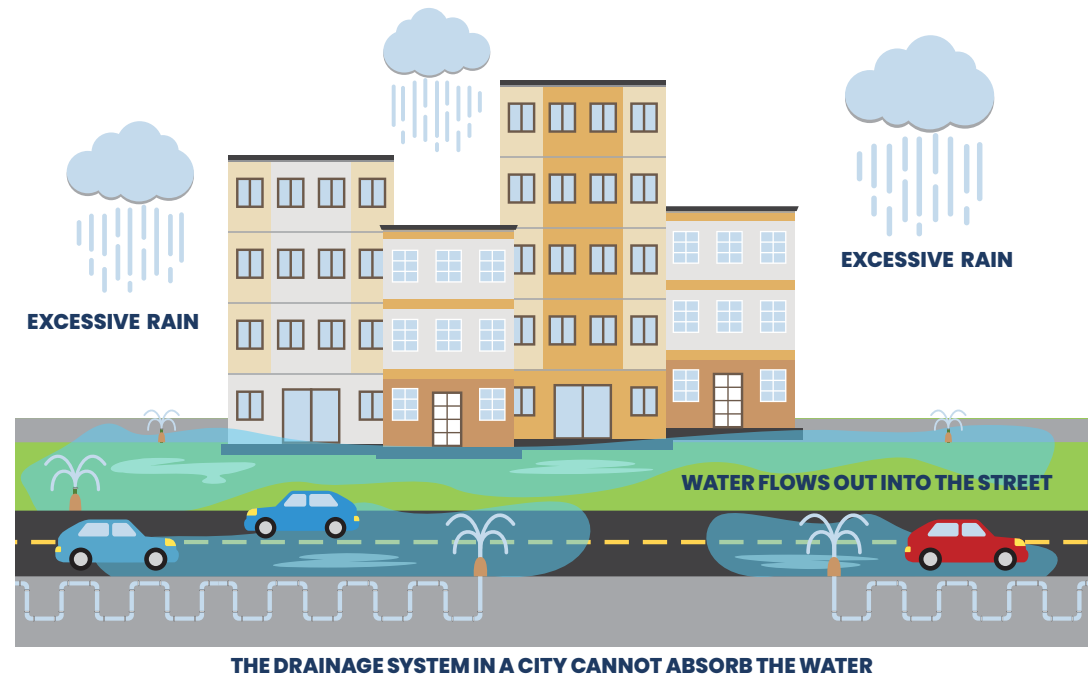 EXCESSIVE RAIN
EXCESSIVE RAIN
WATER FLOWS OUT INTO THE STREET
THE DRAINAGE SYSTEM IN A CITY CANNOT ABSORB THE WATER